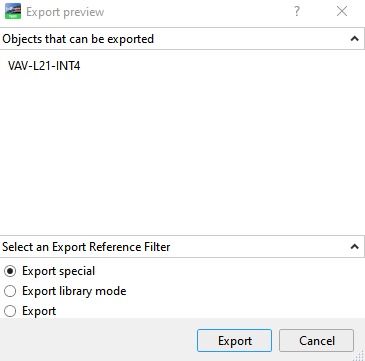 Export preview
Objects that can be exported
VAV-L21-INT4
Select an Export Reference Filter
Export special
Export library mode
Export
Export
Cancel